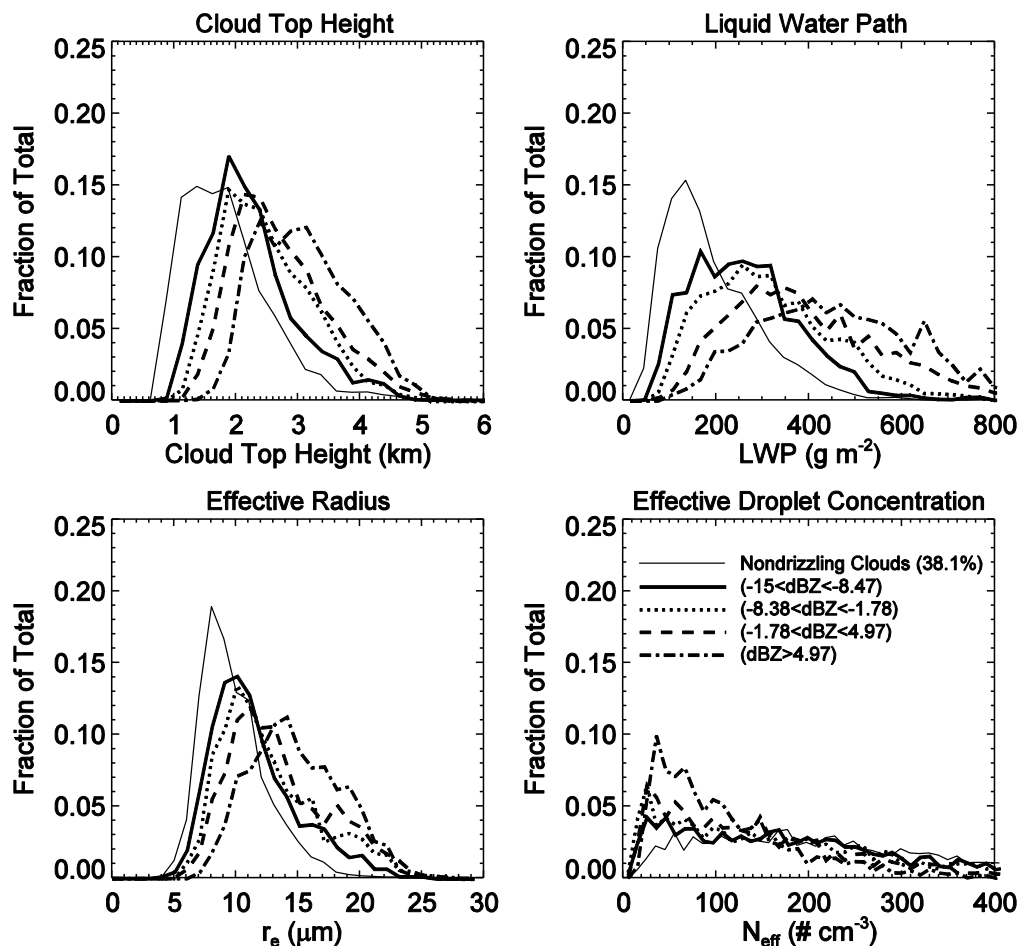 Cloud Top Height
0.25
0.20
0.15
0.10
0.05
0.00
Fraction of Total
0 1 2 3 4 5 6
Cloud Top Height (km)
Liquid Water Path
0.25
0.20
0.15
0.10
0.05
0.00
Fraction of Total
0 200 400 600 800
LWP (g m-2)
Effective Radius
0.25
0.20
0.15
0.10
0.05
0.00
Fraction of Total
0 5 10 15 20 25 30
re (μm)
Effective Droplet Concentration
0.25
0.20
0.15
0.10
0.05
0.00
Fraction of Total
Nondrizzling Clouds (38.1%)
(-15<dBZ<-8.47)
(-8.38<dBZ<-1.78)
(-1.78<dBZ<4.97)
(dBZ>4.97)
0 100 200 300 400
Neff (# cm-3)